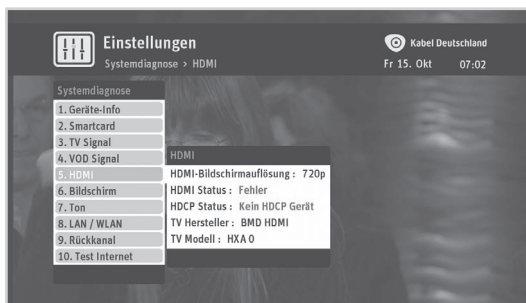 Einstellungen
Systemdiagnose > HDMI
Kabel Deutschland
Fr 15. Okt 07:02
Systemdiagnose
1. Geräte-Info
2. Smartcard
3. TV Signal
4. VOD Signal
5. HDMI
6. Bildschirm
7. Ton
8. LAN / WLAN
9. Rückkanal
10. Test Internet
HDMI
HDMI-Bildschirmauflösung : 720p
HDMI Status : Fehler
HDCP Status : Kein HDCP Gerät
TV Hersteller : BMD HDMI
TV Modell : HXA 0